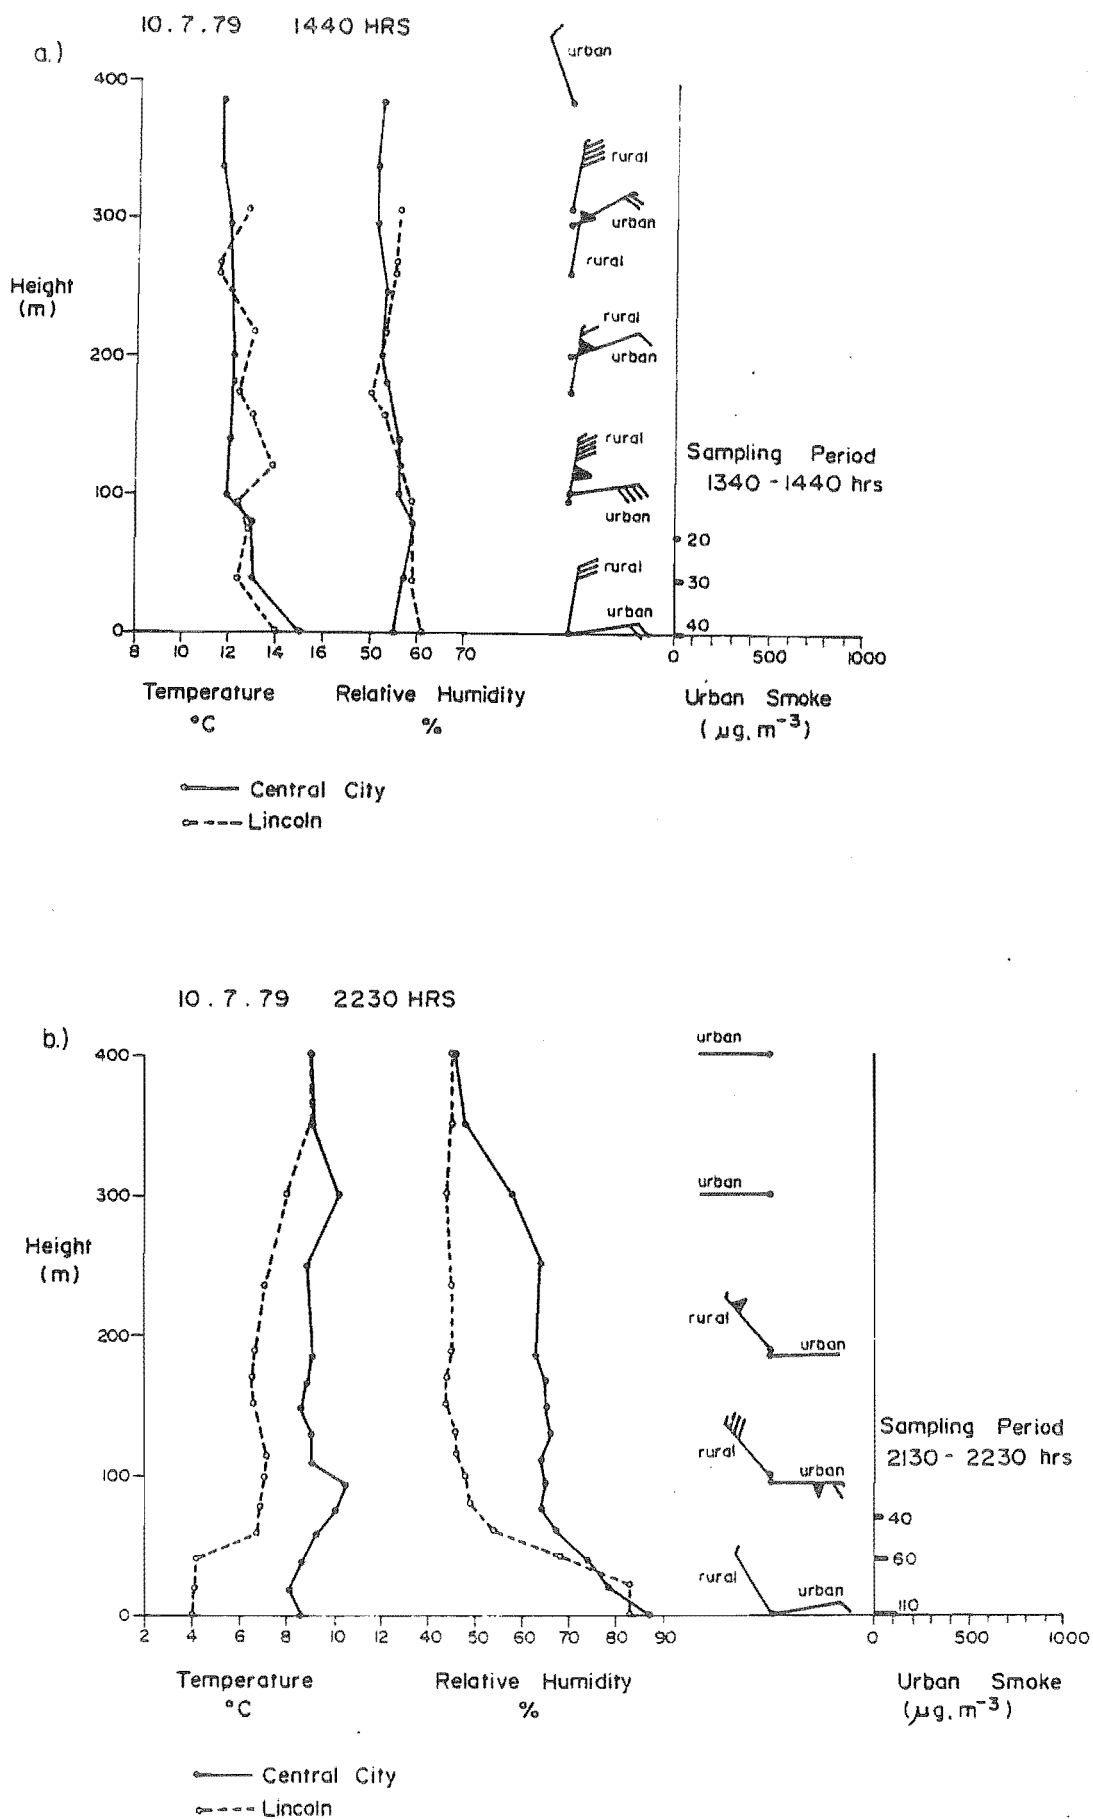 10.7.79 1440 HRS
a.)
400
300
200
100
0
Height
(m)
8 10 12 14 16 50 60 70
Temperature
°C
Relative Humidity
%
urban
rural
urban
rural
rural
urban
rural
urban
rural
urban
Sampling Period
1340 - 1440 hrs
20
30
40
0 500 1000
Urban Smoke
(μg.m⁻³)
Central City
Lincoln
10.7.79 2230 HRS
b.)
400
300
200
100
0
Height
(m)
2 4 6 8 10 12 40 50 60 70 80 90
Temperature
°C
Relative Humidity
%
urban
urban
rural
urban
rural
urban
rural
urban
Sampling Period
2130 - 2230 hrs
40
60
110
0 500 1000
Urban Smoke
(μg.m⁻³)
Central City
Lincoln